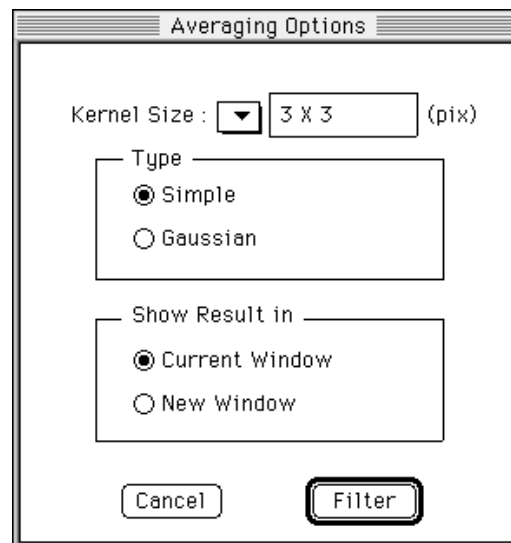 Averaging Options
Kernel Size : 3 X 3 (pix)
Type
Simple
Gaussian
Show Result in
Current Window
New Window
Cancel Filter